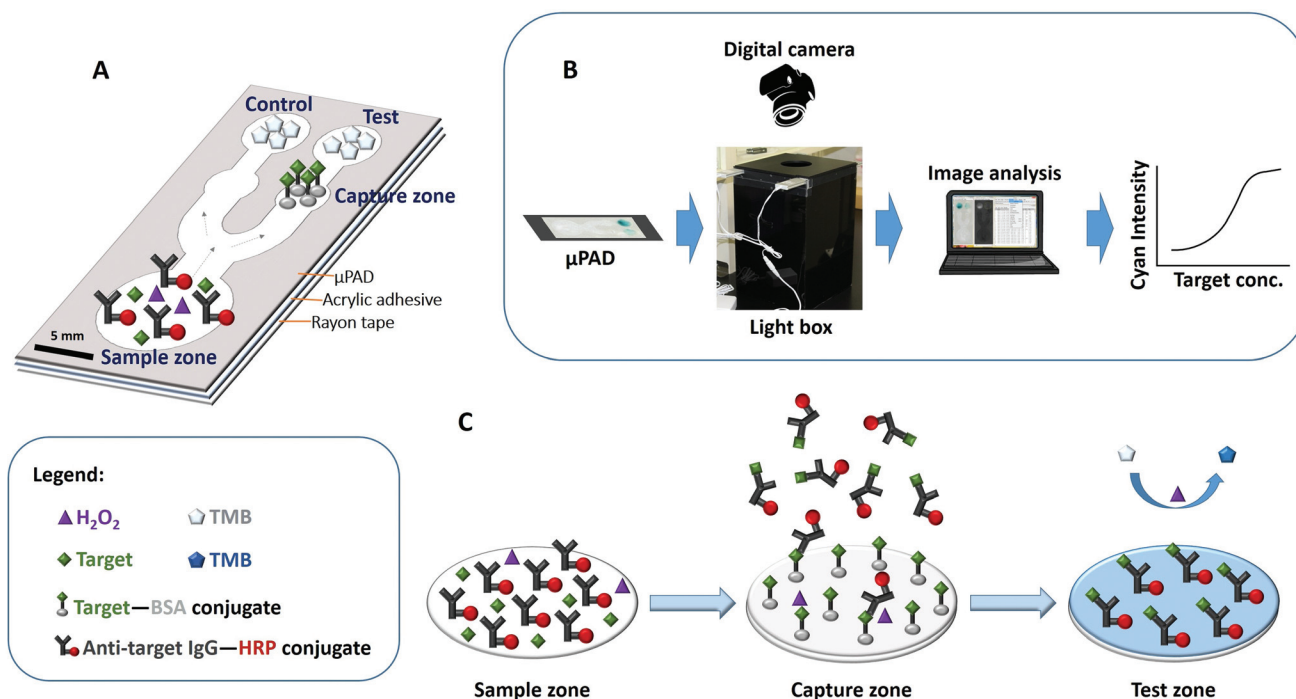 A
Control
Test
Capture zone
µPAD
Acrylic adhesive
Rayon tape
5 mm
Sample zone
B
Digital camera
µPAD
Light box
Image analysis
Cyan Intensity
Target conc.
Legend:
H₂O₂
TMB
Target
TMB
Target—BSA conjugate
Anti-target IgG—HRP conjugate
C
Sample zone
Capture zone
Test zone